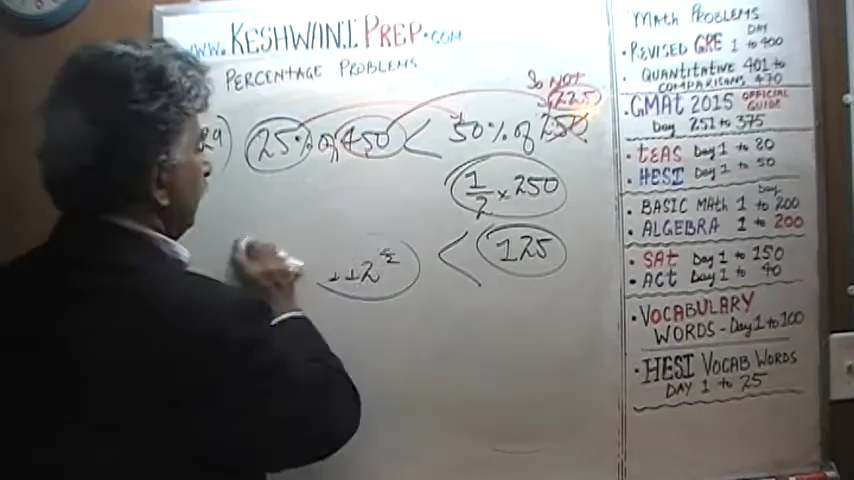 www.KESHWANI PREP.com
PERCENTAGE PROBLEMS
So NOT
225
29) 25% of 450 < 50% of 250
1/2 x 250
112 1/2 < 125
MATH PROBLEMS
DAY
• REVISED GRE 1 to 400
• QUANTITATIVE 401 to
COMPARISONS 470
• GMAT 2015 OFFICIAL GUIDE
Day 251 to 375
• TEAS Day 1 to 20
• HESI Day 1 to 50
Day
• BASIC MATH 1 to 200
• ALGEBRA 1 to 200
• SAT Day 1 to 150
• ACT Day 1 to 40
• VOCABULARY
WORDS - Day 1 to 100
• HESI VOCAB WORDS
DAY 1 to 25